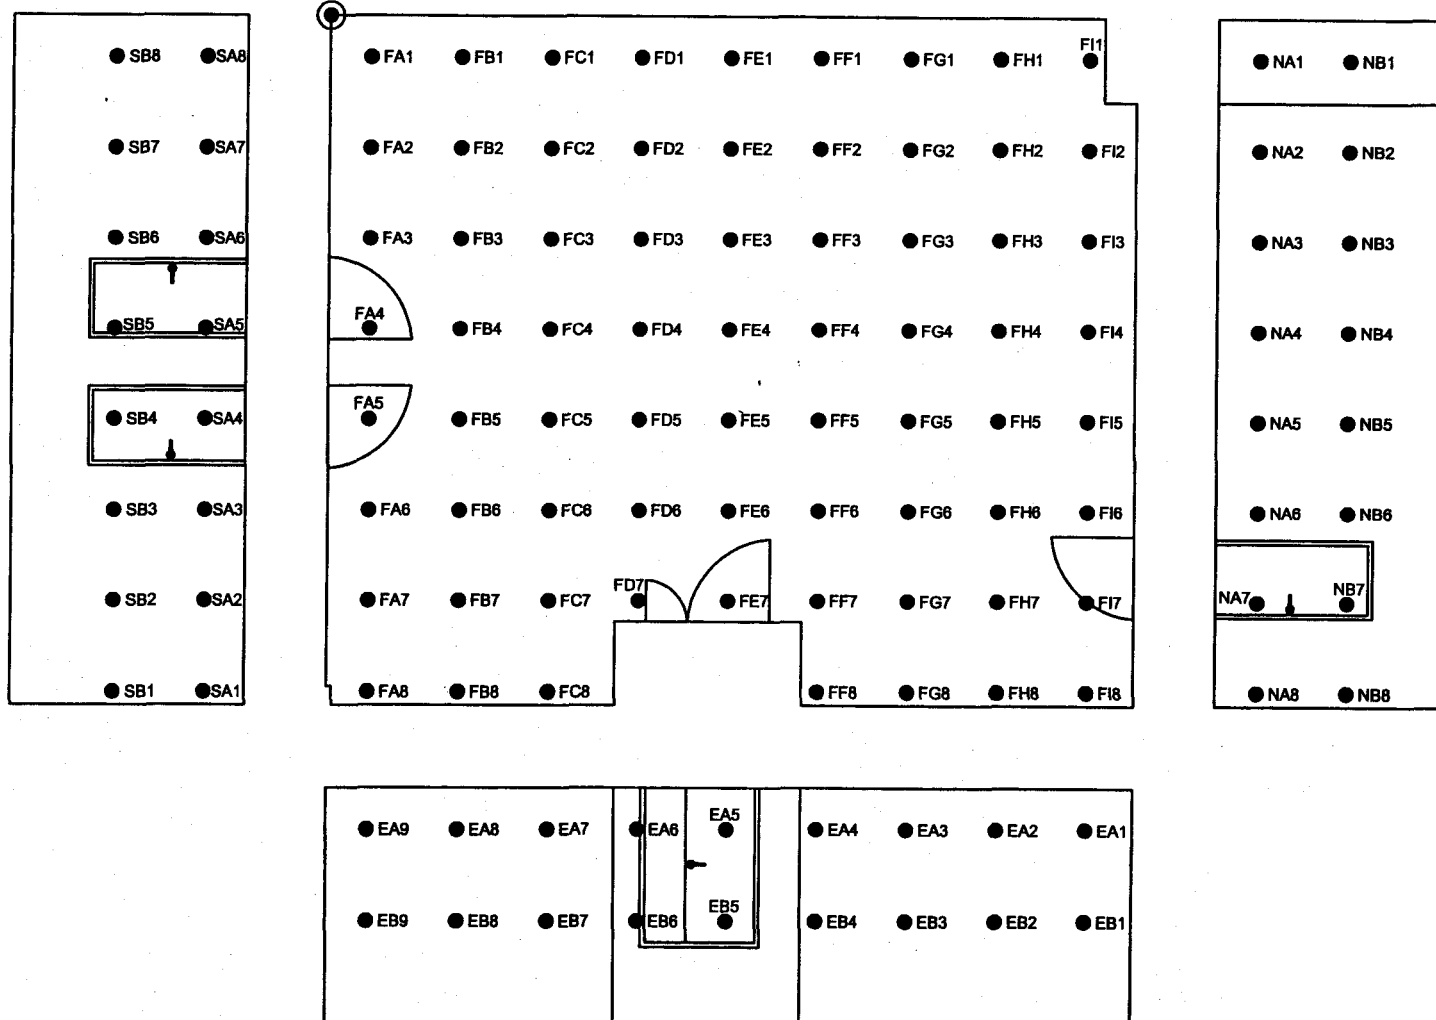 SB8 SA8 FA1 FB1 FC1 FD1 FE1 FF1 FG1 FH1 FI1 NA1 NB1
SB7 SA7 FA2 FB2 FC2 FD2 FE2 FF2 FG2 FH2 FI2 NA2 NB2
SB6 SA6 FA3 FB3 FC3 FD3 FE3 FF3 FG3 FH3 FI3 NA3 NB3
SB5 SA5 FA4 FB4 FC4 FD4 FE4 FF4 FG4 FH4 FI4 NA4 NB4
SB4 SA4 FA5 FB5 FC5 FD5 FE5 FF5 FG5 FH5 FI5 NA5 NB5
SB3 SA3 FA6 FB6 FC6 FD6 FE6 FF6 FG6 FH6 FI6 NA6 NB6
SB2 SA2 FA7 FB7 FC7 FD7 FE7 FF7 FG7 FH7 FI7 NA7 NB7
SB1 SA1 FA8 FB8 FC8 FF8 FG8 FH8 FI8 NA8 NB8
EA9 EA8 EA7 EA6 EA5 EA4 EA3 EA2 EA1
EB9 EB8 EB7 EB6 EB5 EB4 EB3 EB2 EB1